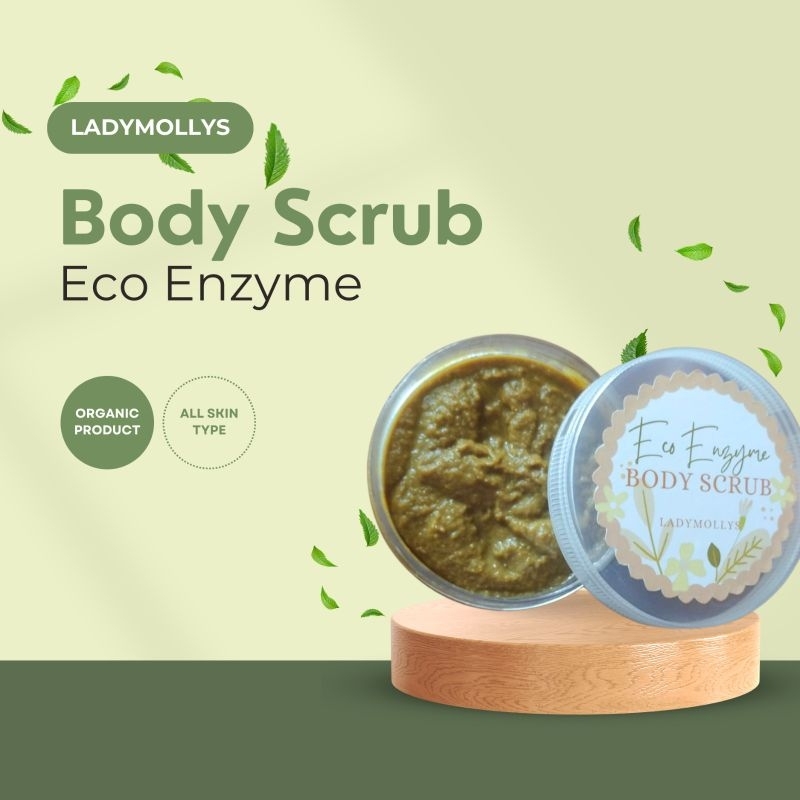 LADYMOLLYS
Body Scrub
Eco Enzyme
ORGANIC
PRODUCT
ALL SKIN
TYPE
Eco Enzyme
BODY SCRUB
LADYMOLLYS